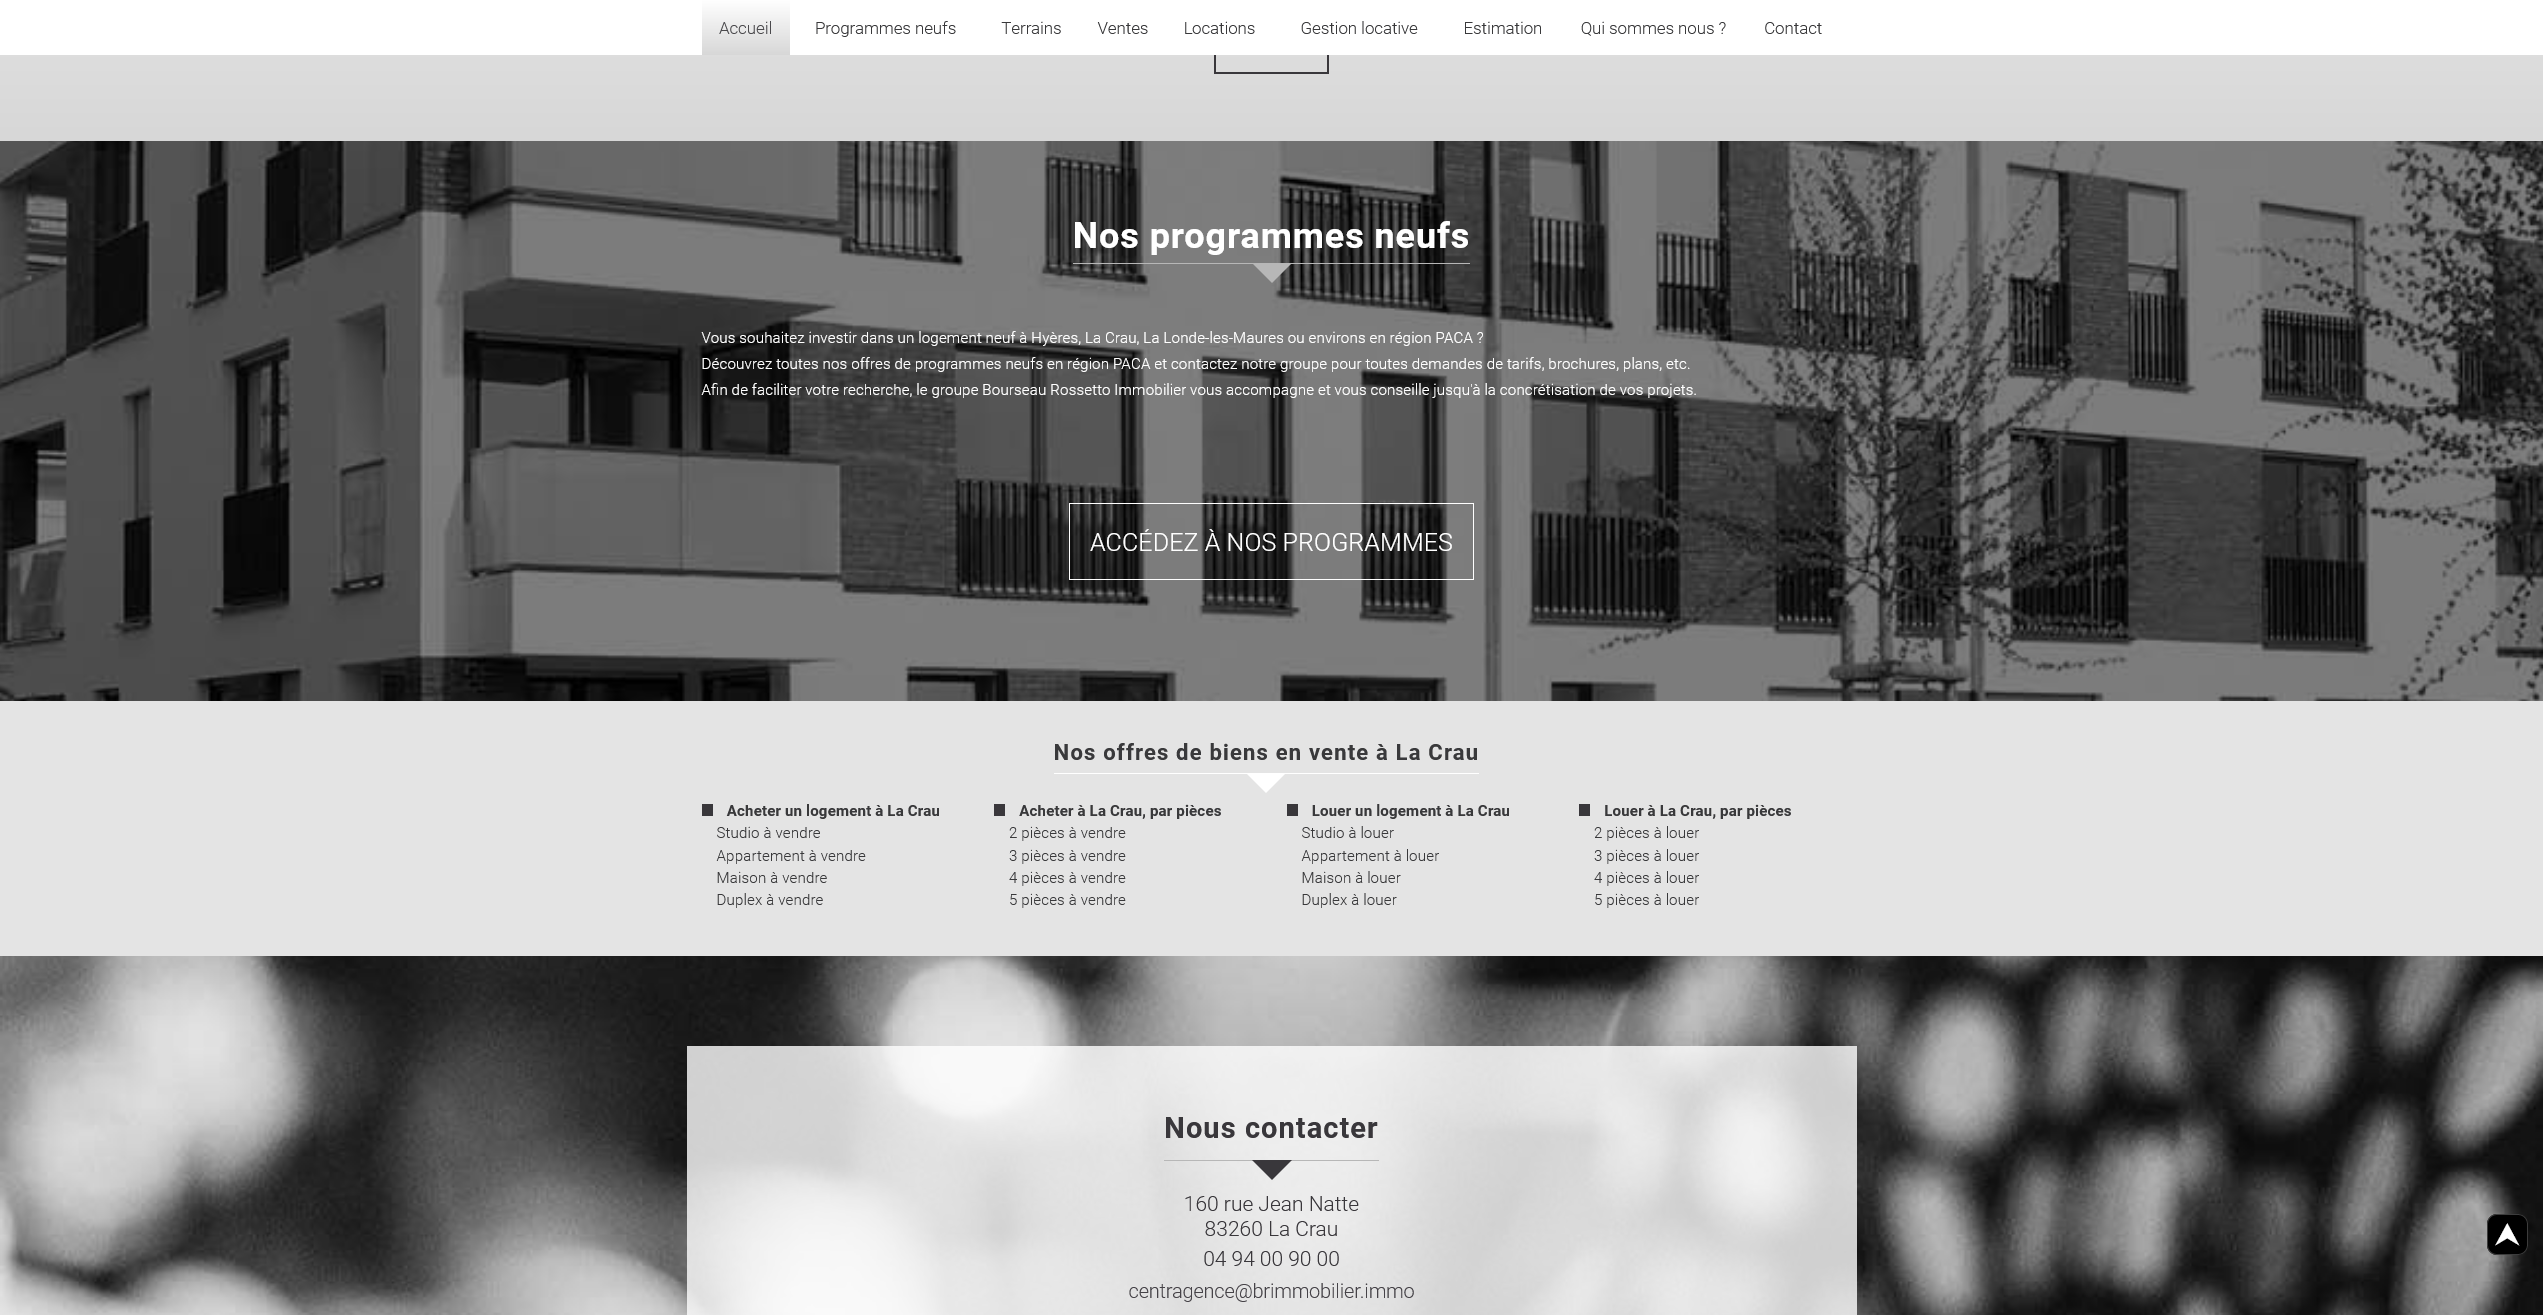 Accueil Programmes neufs Terrains Ventes Locations Gestion locative Estimation Qui sommes nous ? Contact
Nos programmes neufs
Vous souhaitez investir dans un logement neuf à Hyères, La Crau, La Londe-les-Maures ou environs en région PACA ?
Découvrez toutes nos offres de programmes neufs en région PACA et contactez notre groupe pour toutes demandes de tarifs, brochures, plans, etc.
Afin de faciliter votre recherche, le groupe Bourseau Rossetto Immobilier vous accompagne et vous conseille jusqu'à la concrétisation de vos projets.
ACCÉDEZ À NOS PROGRAMMES
Nos offres de biens en vente à La Crau
Acheter un logement à La Crau
Studio à vendre
Appartement à vendre
Maison à vendre
Duplex à vendre
Acheter à La Crau, par pièces
2 pièces à vendre
3 pièces à vendre
4 pièces à vendre
5 pièces à vendre
Louer un logement à La Crau
Studio à louer
Appartement à louer
Maison à louer
Duplex à louer
Louer à La Crau, par pièces
2 pièces à louer
3 pièces à louer
4 pièces à louer
5 pièces à louer
Nous contacter
160 rue Jean Natte
83260 La Crau
04 94 00 90 00
centragence@brimmobilier.immo